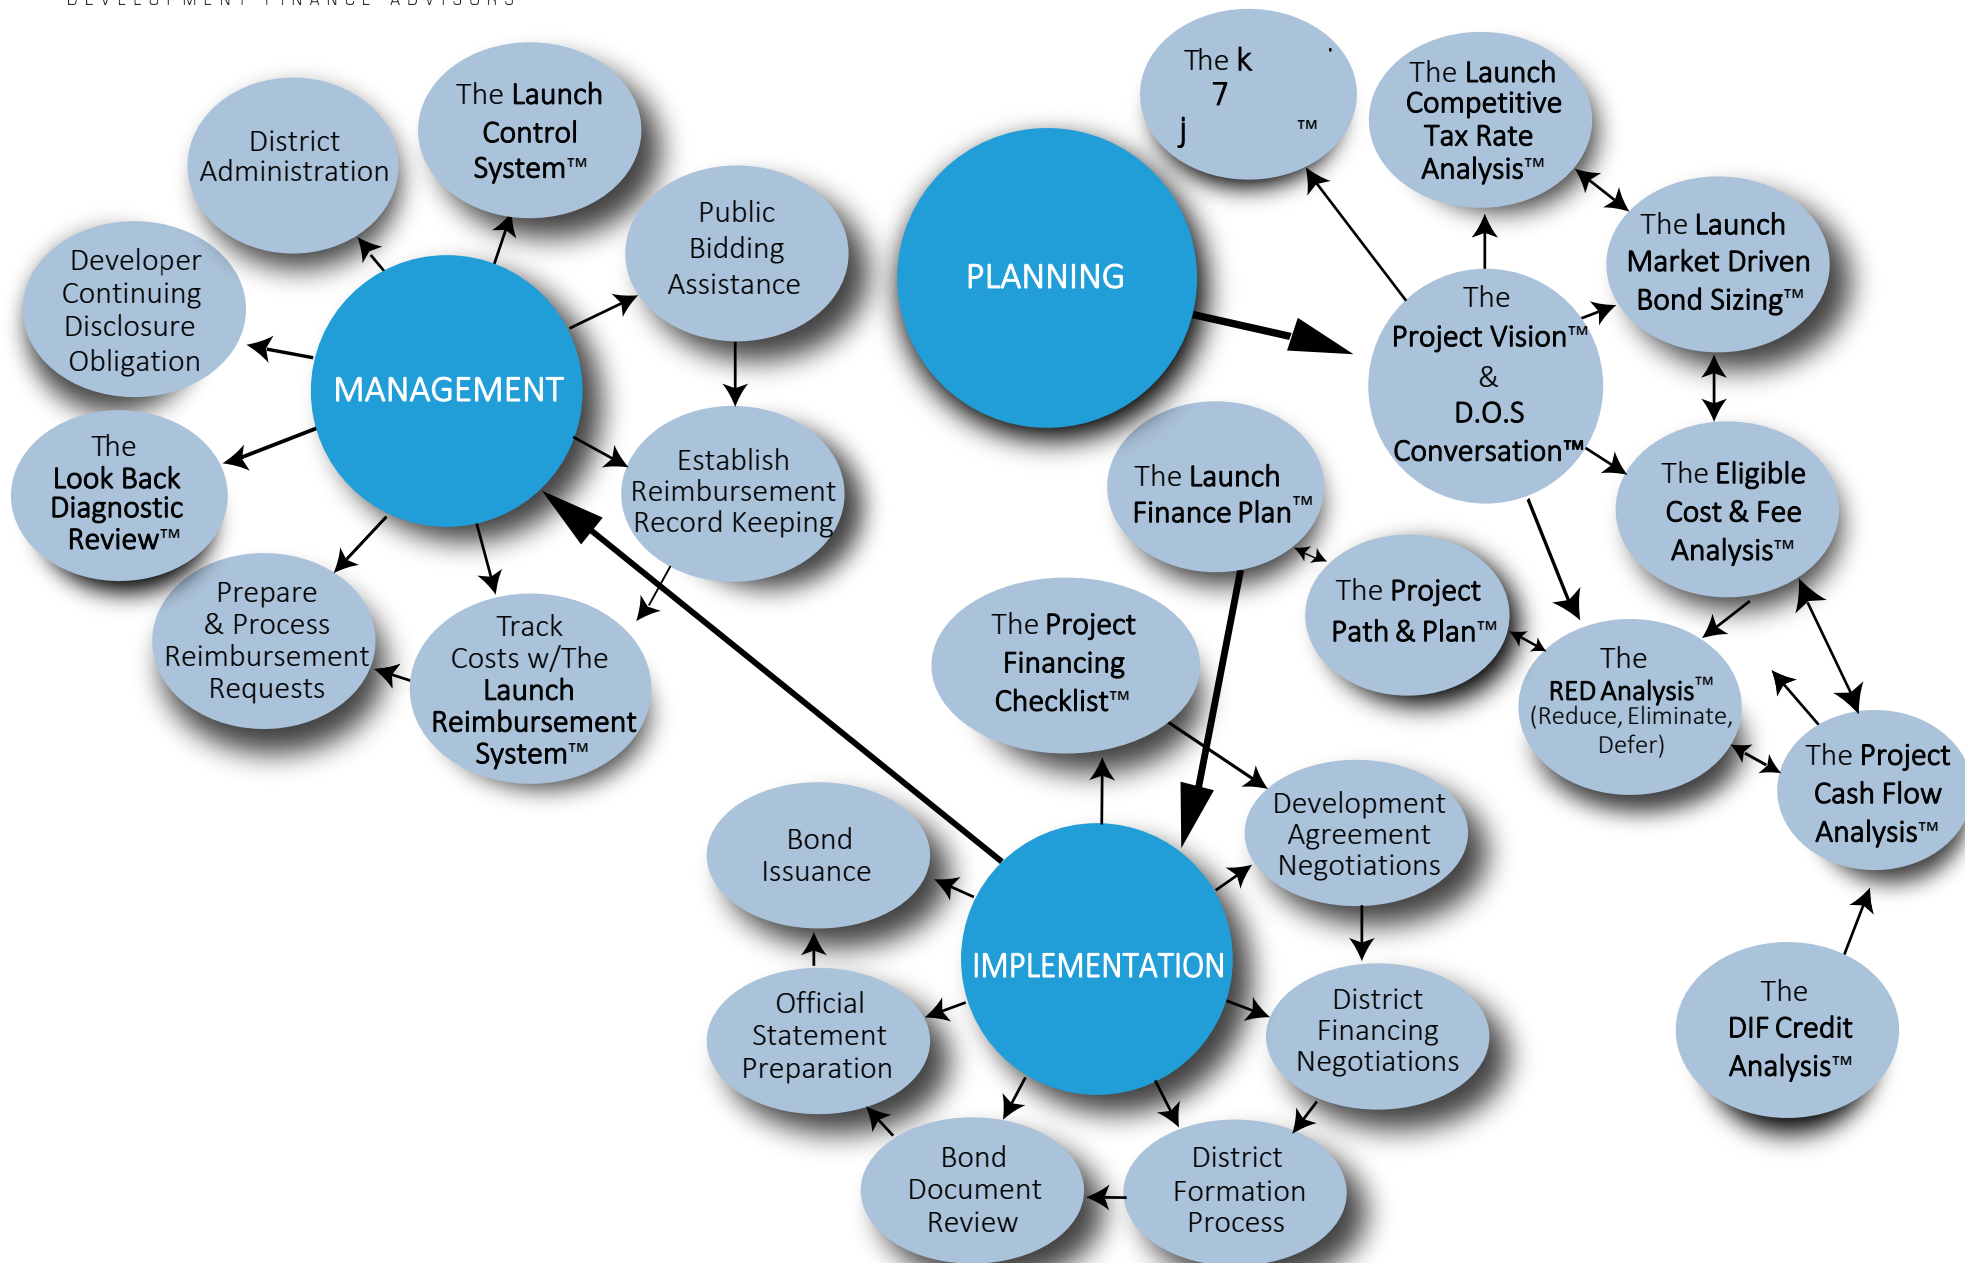 DEVELOPMENT FINANCE ADVISORS
The Launch
Control
System™
District
Administration
Public
Bidding
Assistance
Developer
Continuing
Disclosure
Obligation
MANAGEMENT
The
Look Back
Diagnostic
Review™
Establish
Reimbursement
Record Keeping
Prepare
& Process
Reimbursement
Requests
Track
Costs w/The
Launch
Reimbursement
System™
PLANNING
The k
7
j ™
The Launch
Competitive
Tax Rate
Analysis™
The Launch
Market Driven
Bond Sizing™
The
Project Vision™
&
D.O.S
Conversation™
The Eligible
Cost & Fee
Analysis™
The Launch
Finance Plan™
The Project
Path & Plan™
The
RED Analysis™
(Reduce, Eliminate,
Defer)
The Project
Cash Flow
Analysis™
The
DIF Credit
Analysis™
The Project
Financing
Checklist™
Development
Agreement
Negotiations
Bond
Issuance
IMPLEMENTATION
Official
Statement
Preparation
District
Financing
Negotiations
Bond
Document
Review
District
Formation
Process